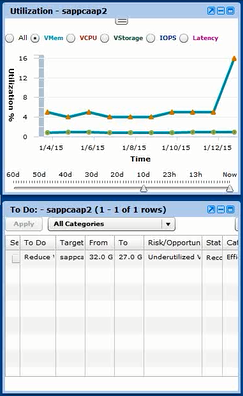 Utilization - sappcaap2
All VMem VCPU VStorage IOPS Latency
Utilization %
16
12
8
4
0
1/4/15 1/6/15 1/8/15 1/10/15 1/12/15
Time
60d 50d 40d 30d 20d 10d 13h Now
To Do: - sappcaap2 (1 - 1 of 1 rows)
Apply All Categories
Se To Do Target From To Risk/Opportun Stat Cat
Reduce sappca 32.0 G 27.0 G Underutilized V Reco Effici